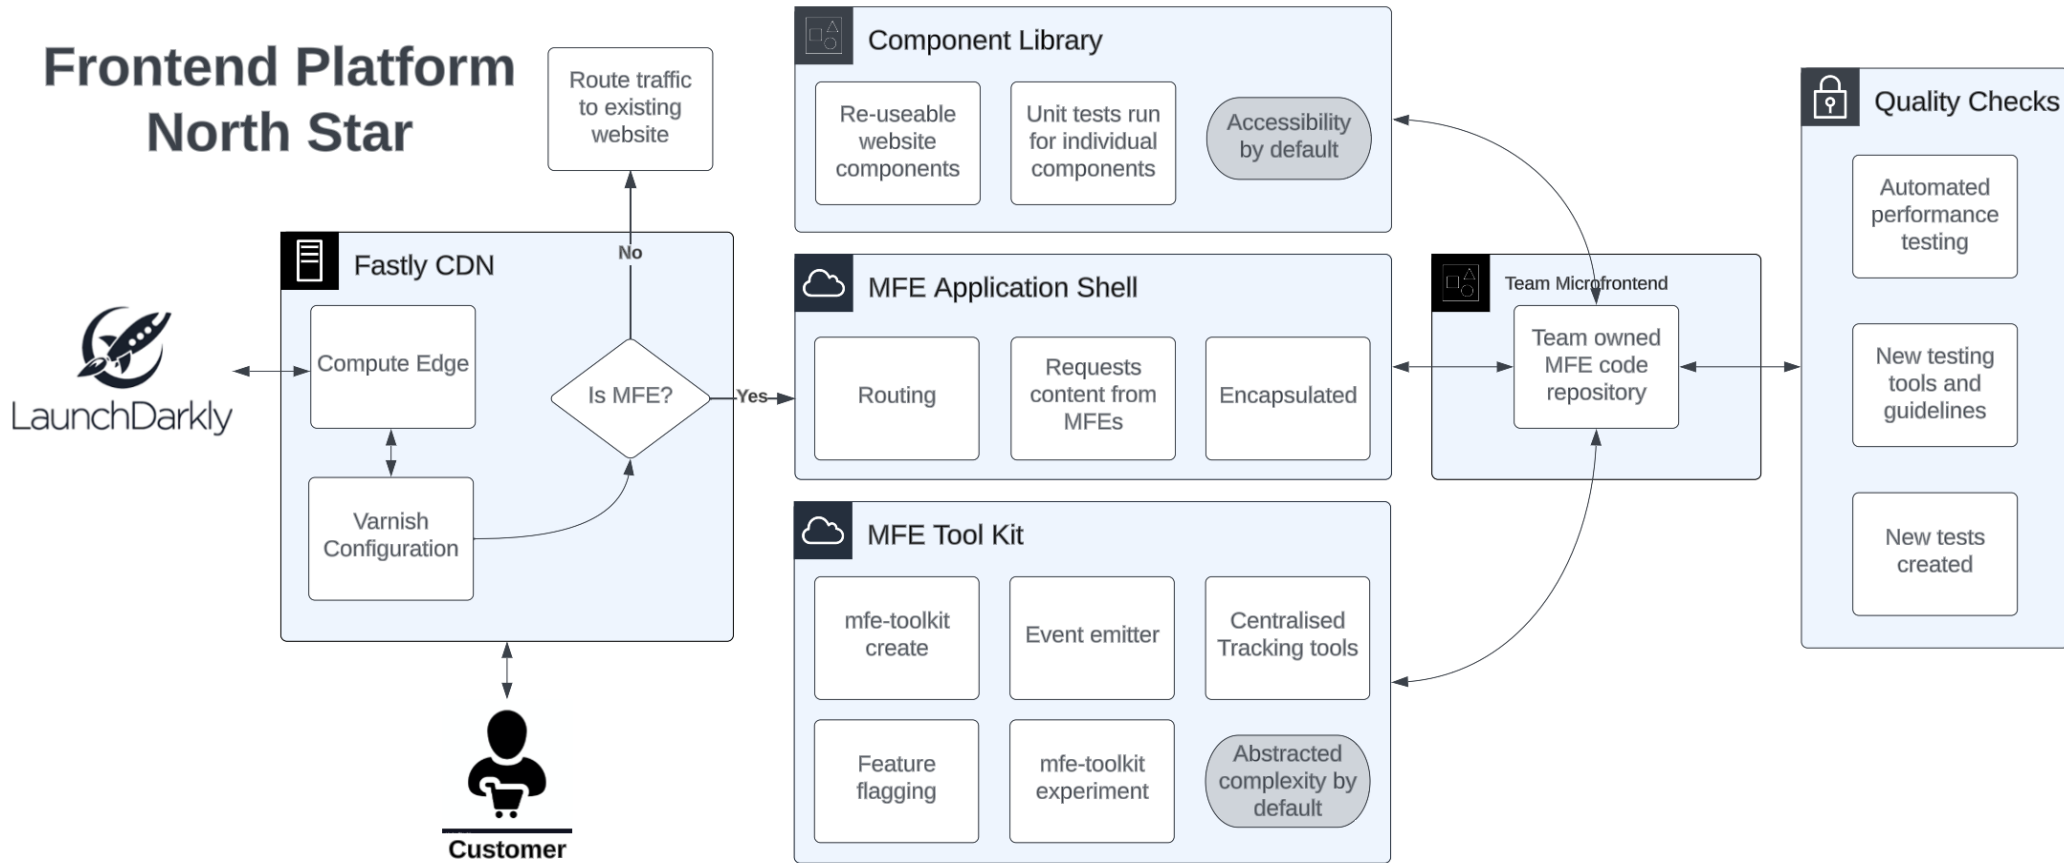 Frontend Platform
North Star
Route traffic
to existing
website
No
Fastly CDN
Compute Edge
Varnish
Configuration
Is MFE?
Yes
LaunchDarkly
Customer
Component Library
Re-useable
website
components
Unit tests run
for individual
components
Accessibility
by default
MFE Application Shell
Routing
Requests
content from
MFEs
Encapsulated
MFE Tool Kit
mfe-toolkit
create
Event emitter
Centralised
Tracking tools
Feature
flagging
mfe-toolkit
experiment
Abstracted
complexity by
default
Team Microfrontend
Team owned
MFE code
repository
Quality Checks
Automated
performance
testing
New testing
tools and
guidelines
New tests
created